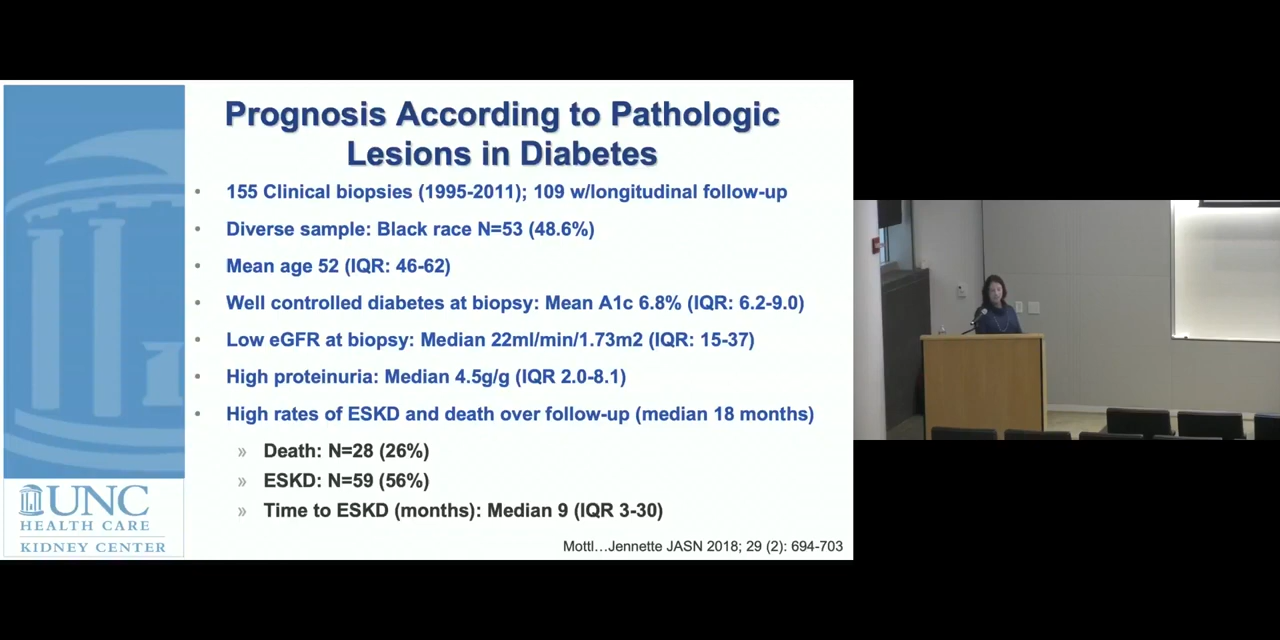 Prognosis According to Pathologic
Lesions in Diabetes
• 155 Clinical biopsies (1995-2011); 109 w/longitudinal follow-up
• Diverse sample: Black race N=53 (48.6%)
• Mean age 52 (IQR: 46-62)
• Well controlled diabetes at biopsy: Mean A1c 6.8% (IQR: 6.2-9.0)
• Low eGFR at biopsy: Median 22ml/min/1.73m2 (IQR: 15-37)
• High proteinuria: Median 4.5g/g (IQR 2.0-8.1)
• High rates of ESKD and death over follow-up (median 18 months)
» Death: N=28 (26%)
» ESKD: N=59 (56%)
» Time to ESKD (months): Median 9 (IQR 3-30)
UNC
HEALTH CARE
KIDNEY CENTER
Mottl…Jennette JASN 2018; 29 (2): 694-703